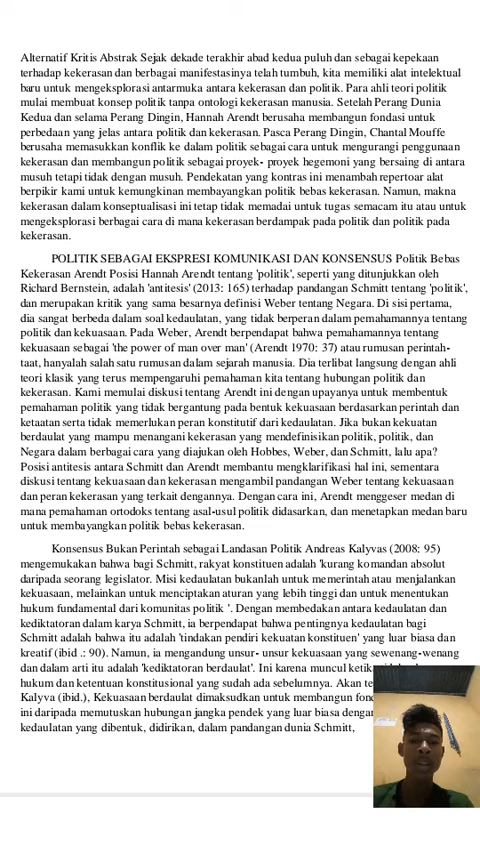 Alternatif Kritis Abstrak Sejak dekade terakhir abad kedua puluh dan sebagai kepekaan
terhadap kekerasan dan berbagai manifestasinya telah tumbuh, kita memiliki alat intelektual
baru untuk mengeksplorasi antarmuka antara kekerasan dan politik. Para ahli teori politik
mulai membuat konsep politik tanpa ontologi kekerasan manusia. Setelah Perang Dunia
Kedua dan selama Perang Dingin, Hannah Arendt berusaha membangun fondasi untuk
perbedaan yang jelas antara politik dan kekerasan. Pasca Perang Dingin, Chantal Mouffe
berusaha memasukkan konflik ke dalam politik sebagai cara untuk mengurangi penggunaan
kekerasan dan membangun politik sebagai proyek- proyek hegemoni yang bersaing di antara
musuh tetapi tidak dengan musuh. Pendekatan yang kontras ini menambah repertoar alat
berpikir kami untuk kemungkinan membayangkan politik bebas kekerasan. Namun, makna
kekerasan dalam konseptualisasi ini tetap tidak memadai untuk tugas semacam itu atau untuk
mengeksplorasi berbagai cara di mana kekerasan berdampak pada politik dan politik pada
kekerasan.
POLITIK SEBAGAI EKSPRESI KOMUNIKASI DAN KONSENSUS Politik Bebas
Kekerasan Arendt Posisi Hannah Arendt tentang 'politik', seperti yang ditunjukkan oleh
Richard Bernstein, adalah 'antitesis' (2013: 165) terhadap pandangan Schmitt tentang 'politik',
dan merupakan kritik yang sama besarnya definisi Weber tentang Negara. Di sisi pertama,
dia sangat berbeda dalam soal kedaulatan, yang tidak berperan dalam pemahamannya tentang
politik dan kekuasaan. Pada Weber, Arendt berpendapat bahwa pemahamannya tentang
kekuasaan sebagai 'the power of man over man' (Arendt 1970: 37) atau rumusan perintah-
taat, hanyalah salah satu rumusan dalam sejarah manusia. Dia terlibat langsung dengan ahli
teori klasik yang terus mempengaruhi pemahaman kita tentang hubungan politik dan
kekerasan. Kami memulai diskusi tentang Arendt ini dengan upayanya untuk membentuk
pemahaman politik yang tidak bergantung pada bentuk kekuasaan berdasarkan perintah dan
ketaatan serta tidak memerlukan peran konstitutif dari kedaulatan. Jika bukan kekuatan
berdaulat yang mampu menangani kekerasan yang mendefinisikan politik, politik, dan
Negara dalam berbagai cara yang diajukan oleh Hobbes, Weber, dan Schmitt, lalu apa?
Posisi antitesis antara Schmitt dan Arendt membantu mengklarifikasi hal ini, sementara
diskusi tentang kekuasaan dan kekerasan mengambil pandangan Weber tentang kekuasaan
dan peran kekerasan yang terkait dengannya. Dengan cara ini, Arendt menggeser medan di
mana pemahaman ortodoks tentang asal-usul politik didasarkan, dan menetapkan medan baru
untuk membayangkan politik bebas kekerasan.
Konsensus Bukan Perintah sebagai Landasan Politik Andreas Kalyvas (2008: 95)
mengemukakan bahwa bagi Schmitt, rakyat konstituen adalah 'kurang komandan absolut
daripada seorang legislator. Misi kedaulatan bukanlah untuk memerintah atau menjalankan
kekuasaan, melainkan untuk menciptakan aturan yang lebih tinggi dan untuk menentukan
hukum fundamental dari komunitas politik '. Dengan membedakan antara kedaulatan dan
kediktatoran dalam karya Schmitt, ia berpendapat bahwa pentingnya kedaulatan bagi
Schmitt adalah bahwa itu adalah 'tindakan pendiri kekuatan konstituen' yang luar biasa dan
kreatif (ibid .: 90). Namun, ia mengandung unsur- unsur kekuasaan yang sewenang-wenang
dan dalam arti itu adalah 'kediktatoran berdaulat'. Ini karena muncul
hukum dan ketentuan konstitusional yang sudah ada sebelumnya. Akan
Kalyva (ibid.), Kekuasaan berdaulat dimaksudkan untuk membangun
ini daripada memutuskan hubungan jangka pendek yang luar biasa
kedaulatan yang dibentuk, didirikan, dalam pandangan dunia Schmitt,